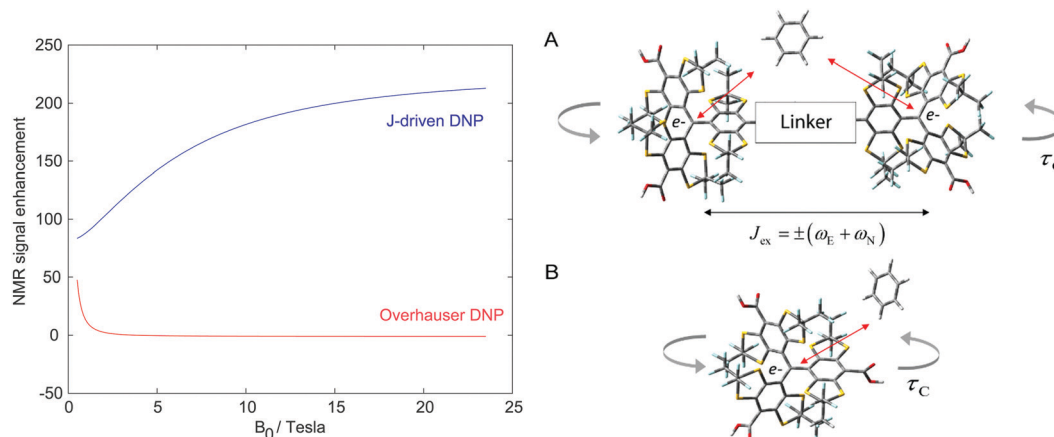 250
200
150
100
50
0
-50
NMR signal enhancement
J-driven DNP
Overhauser DNP
0
5
10
15
20
25
B0 / Tesla
A
e-
Linker
e-
Jex = ±(ωE + ωN)
B
e-
τC